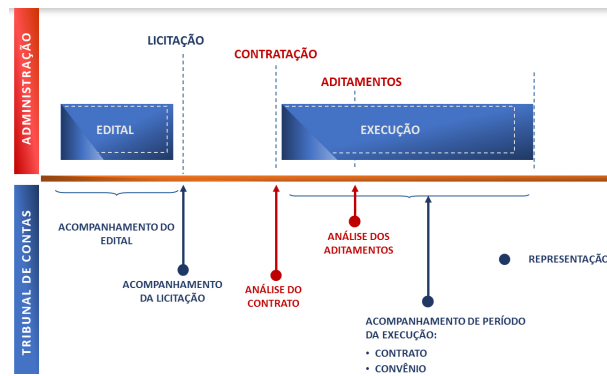 ADMINISTRAÇÃO
LICITAÇÃO
CONTRATAÇÃO
ADITAMENTOS
EDITAL
EXECUÇÃO
TRIBUNAL DE CONTAS
ACOMPANHAMENTO DO
EDITAL
ACOMPANHAMENTO
DA LICITAÇÃO
ANÁLISE DO
CONTRATO
ANÁLISE DOS
ADITAMENTOS
REPRESENTAÇÃO
ACOMPANHAMENTO DE PERÍODO
DA EXECUÇÃO:
• CONTRATO
• CONVÊNIO